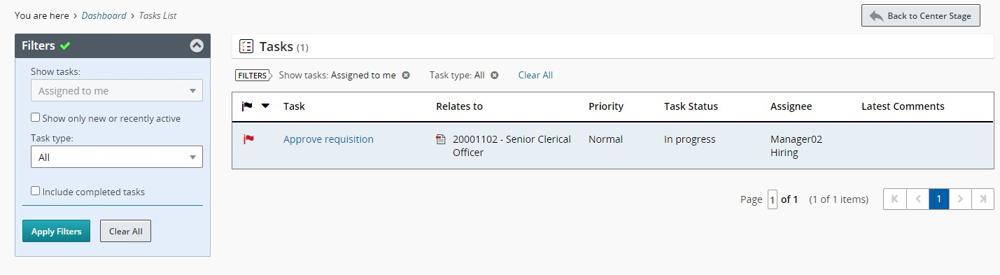 You are here > Dashboard > Tasks List
Back to Center Stage
Filters
Show tasks:
Assigned to me
Show only new or recently active
Task type:
All
Include completed tasks
Apply Filters
Clear All
Tasks (1)
FILTERS Show tasks: Assigned to me Task type: All Clear All
Task Relates to Priority Task Status Assignee Latest Comments
Approve requisition 20001102 - Senior Clerical Normal In progress Manager02
Officer Hiring
Page 1 of 1 (1 of 1 items) 1